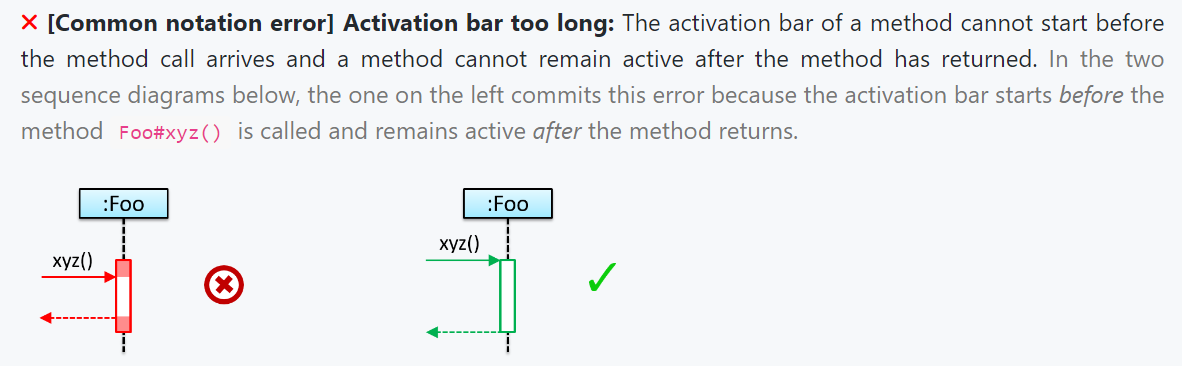 ✕ [Common notation error] Activation bar too long: The activation bar of a method cannot start before
the method call arrives and a method cannot remain active after the method has returned. In the two
sequence diagrams below, the one on the left commits this error because the activation bar starts before the
method Foo#xyz() is called and remains active after the method returns.
:Foo
:Foo
xyz()
xyz()